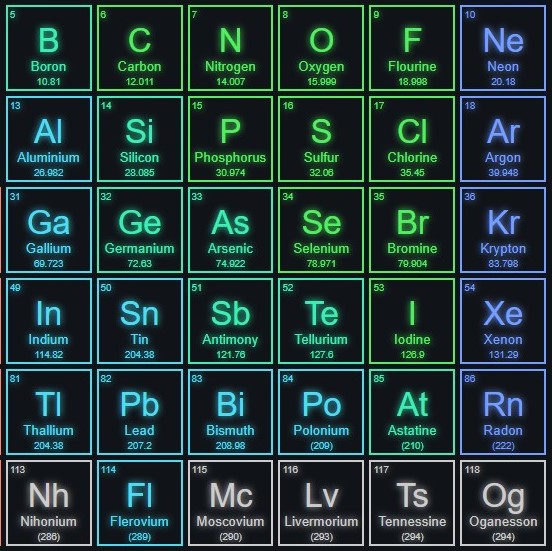 5 6 7 8 9 10
B C N O F Ne
Boron Carbon Nitrogen Oxygen Flourine Neon
10.81 12.011 14.007 15.999 18.998 20.18
13 14 15 16 17 18
Al Si P S Cl Ar
Aluminium Silicon Phosphorus Sulfur Chlorine Argon
26.982 28.085 30.974 32.06 35.45 39.948
31 32 33 34 35 36
Ga Ge As Se Br Kr
Gallium Germanium Arsenic Selenium Bromine Krypton
69.723 72.63 74.922 78.971 79.904 83.798
49 50 51 52 53 54
In Sn Sb Te I Xe
Indium Tin Antimony Tellurium Iodine Xenon
114.82 204.38 121.76 127.6 126.9 131.29
81 82 83 84 85 86
Tl Pb Bi Po At Rn
Thallium Lead Bismuth Polonium Astatine Radon
204.38 207.2 208.98 (209) (210) (222)
113 114 115 116 117 118
Nh Fl Mc Lv Ts Og
Nihonium Flerovium Moscovium Livermorium Tennessine Oganesson
(286) (289) (290) (293) (294) (294)